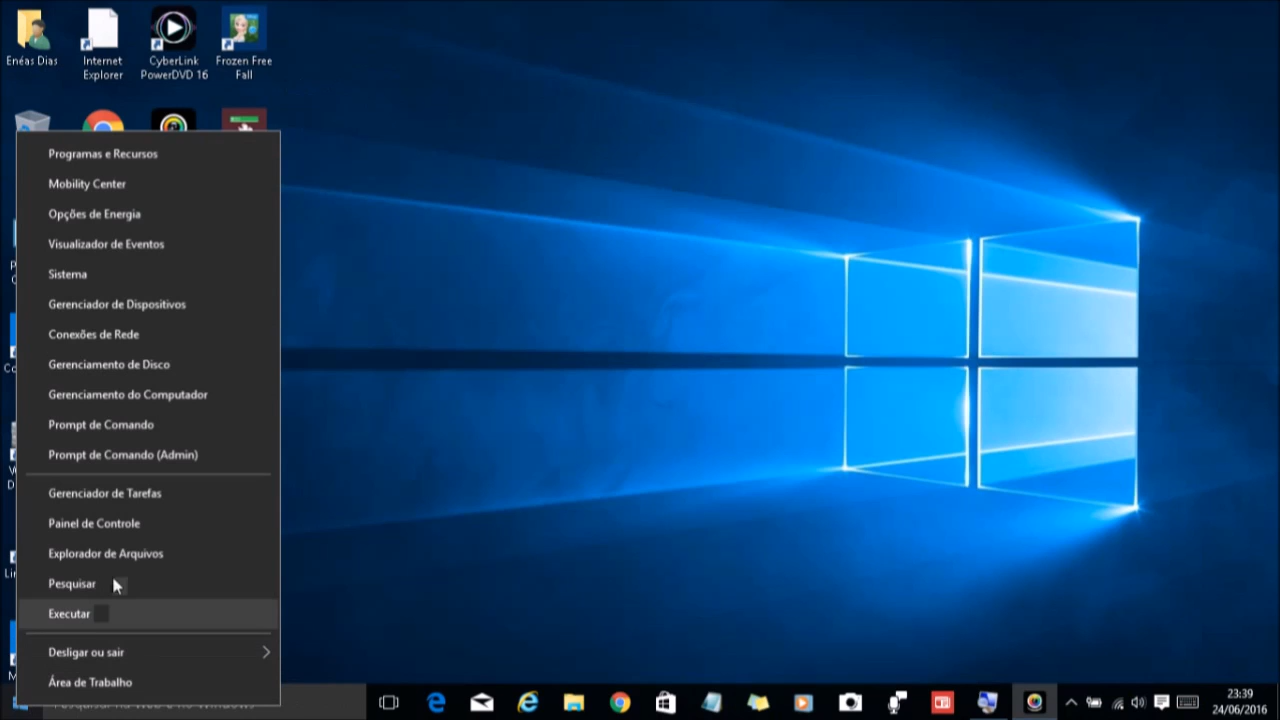 Enéas Dias
Internet
Explorer
CyberLink
PowerDVD 16
Frozen Free
Fall
Programas e Recursos
Mobility Center
Opções de Energia
Visualizador de Eventos
Sistema
Gerenciador de Dispositivos
Conexões de Rede
Gerenciamento de Disco
Gerenciamento do Computador
Prompt de Comando
Prompt de Comando (Admin)
Gerenciador de Tarefas
Painel de Controle
Explorador de Arquivos
Pesquisar
Executar
Desligar ou sair
Área de Trabalho
23:39
24/06/2016